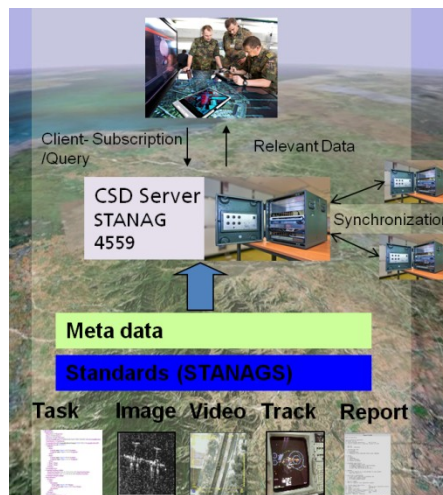 Client- Subscription
/Query
Relevant Data
CSD Server
STANAG
4559
Synchronization
Meta data
Standards (STANAGS)
Task Image Video Track Report